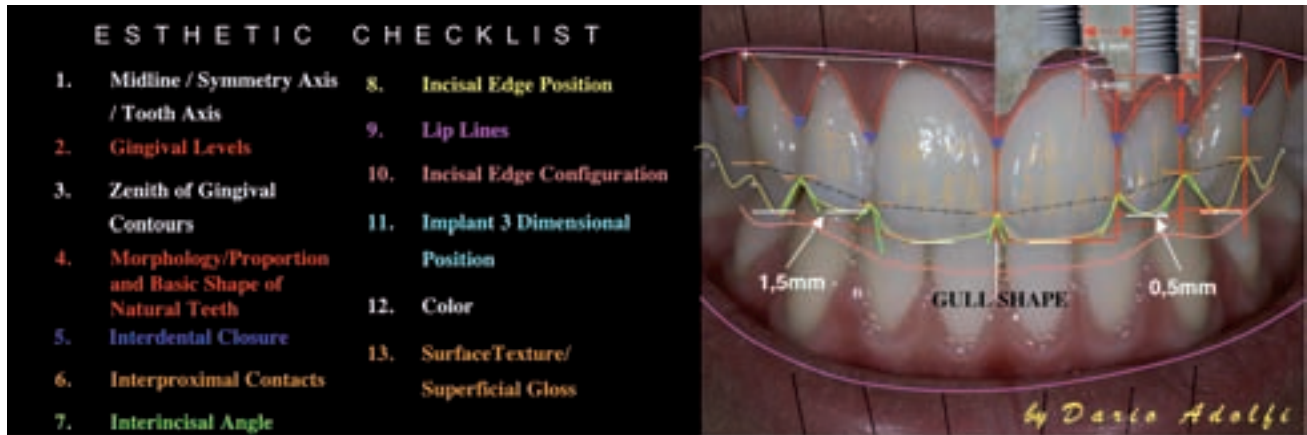 ESTHETIC CHECKLIST
1. Midline / Symmetry Axis
/ Tooth Axis
2. Gingival Levels
3. Zenith of Gingival
Contours
4. Morphology/Proportion
and Basic Shape of
Natural Teeth
5. Interdental Closure
6. Interproximal Contacts
7. Interincisal Angle
8. Incisal Edge Position
9. Lip Lines
10. Incisal Edge Configuration
11. Implant 3 Dimensional
Position
12. Color
13. SurfaceTexture/
Superficial Gloss
1,5mm
GULL SHAPE
0,5mm
by Dario Adolfi